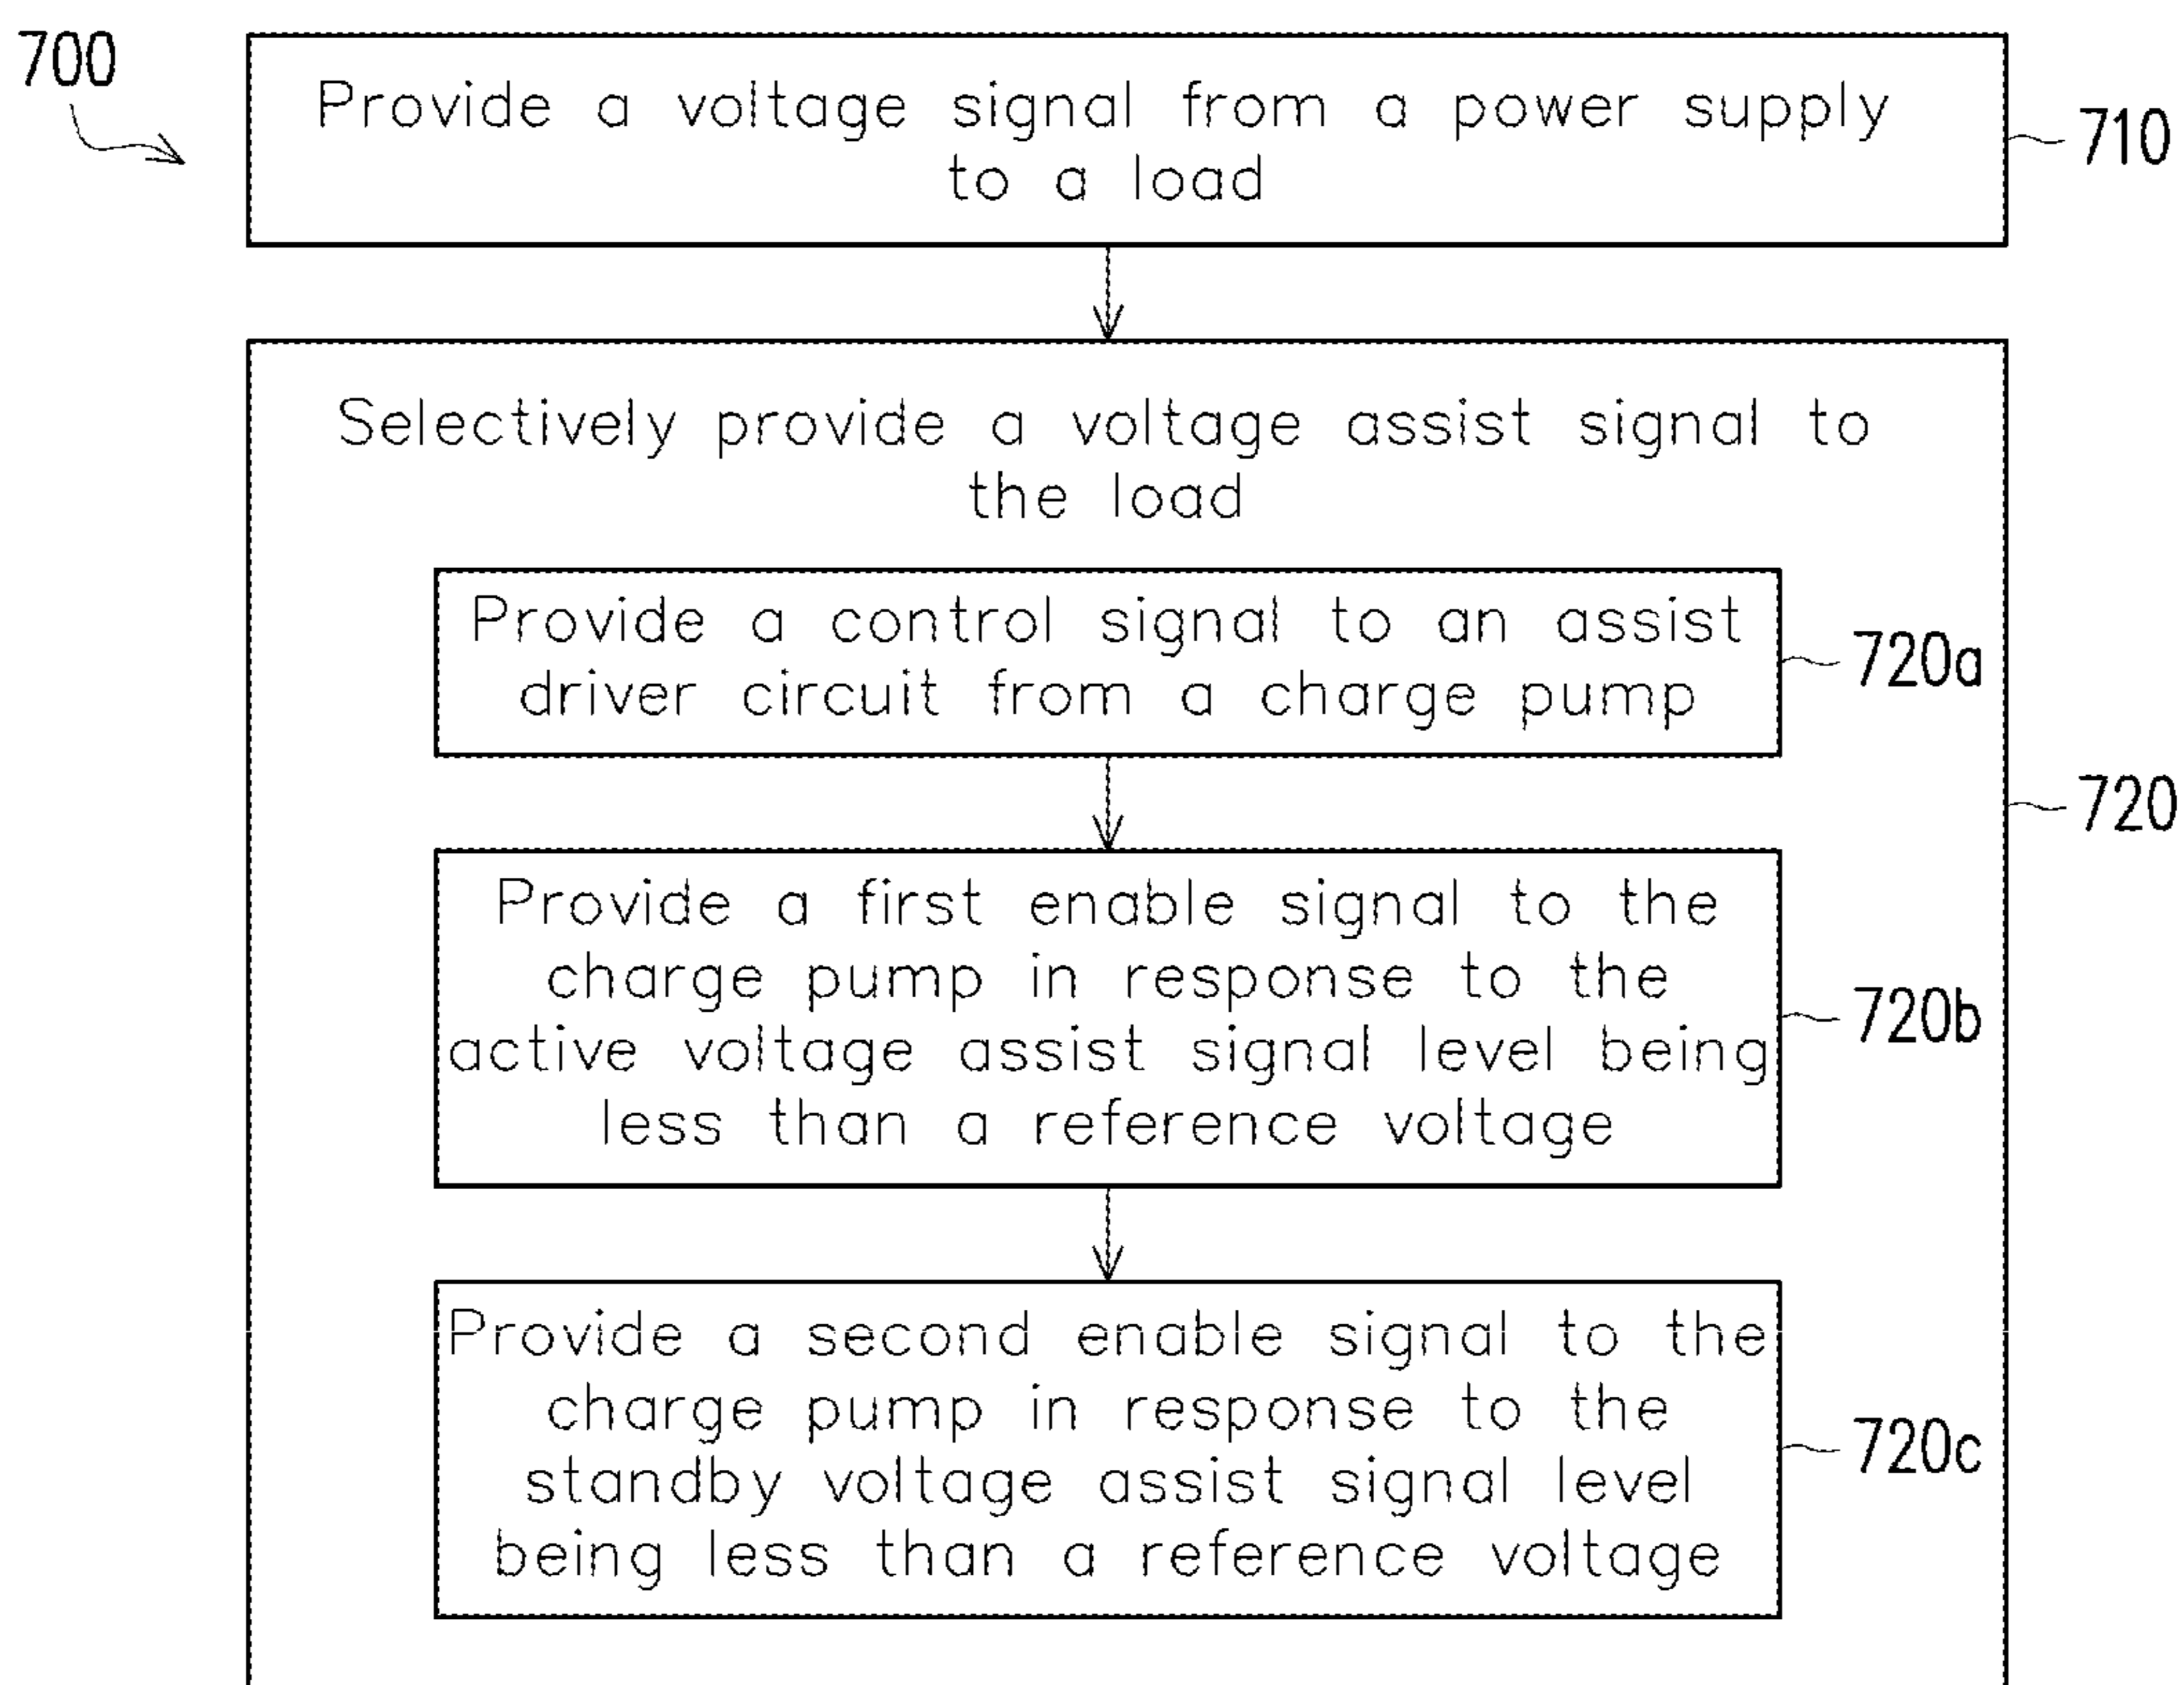 700
Provide a voltage signal from a power supply
to a load
710
Selectively provide a voltage assist signal to
the load
Provide a control signal to an assist
driver circuit from a charge pump
720a
720
Provide a first enable signal to the
charge pump in response to the
active voltage assist signal level being
less than a reference voltage
720b
Provide a second enable signal to the
charge pump in response to the
standby voltage assist signal level
being less than a reference voltage
720c